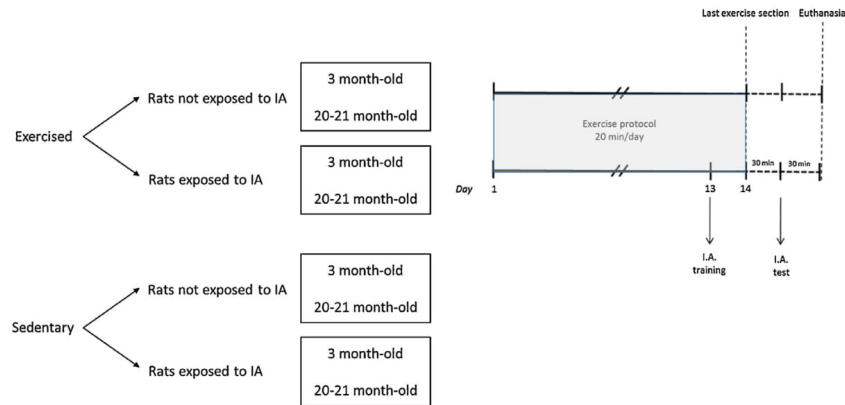 Exercised
Rats not exposed to IA
3 month-old
20-21 month-old
Rats exposed to IA
3 month-old
20-21 month-old
Sedentary
Rats not exposed to IA
3 month-old
20-21 month-old
Rats exposed to IA
3 month-old
20-21 month-old
Last exercise section
Euthanasia
Exercise protocol
20 min/day
30 min
30 min
Day
1
13
14
I.A.
training
I.A.
test